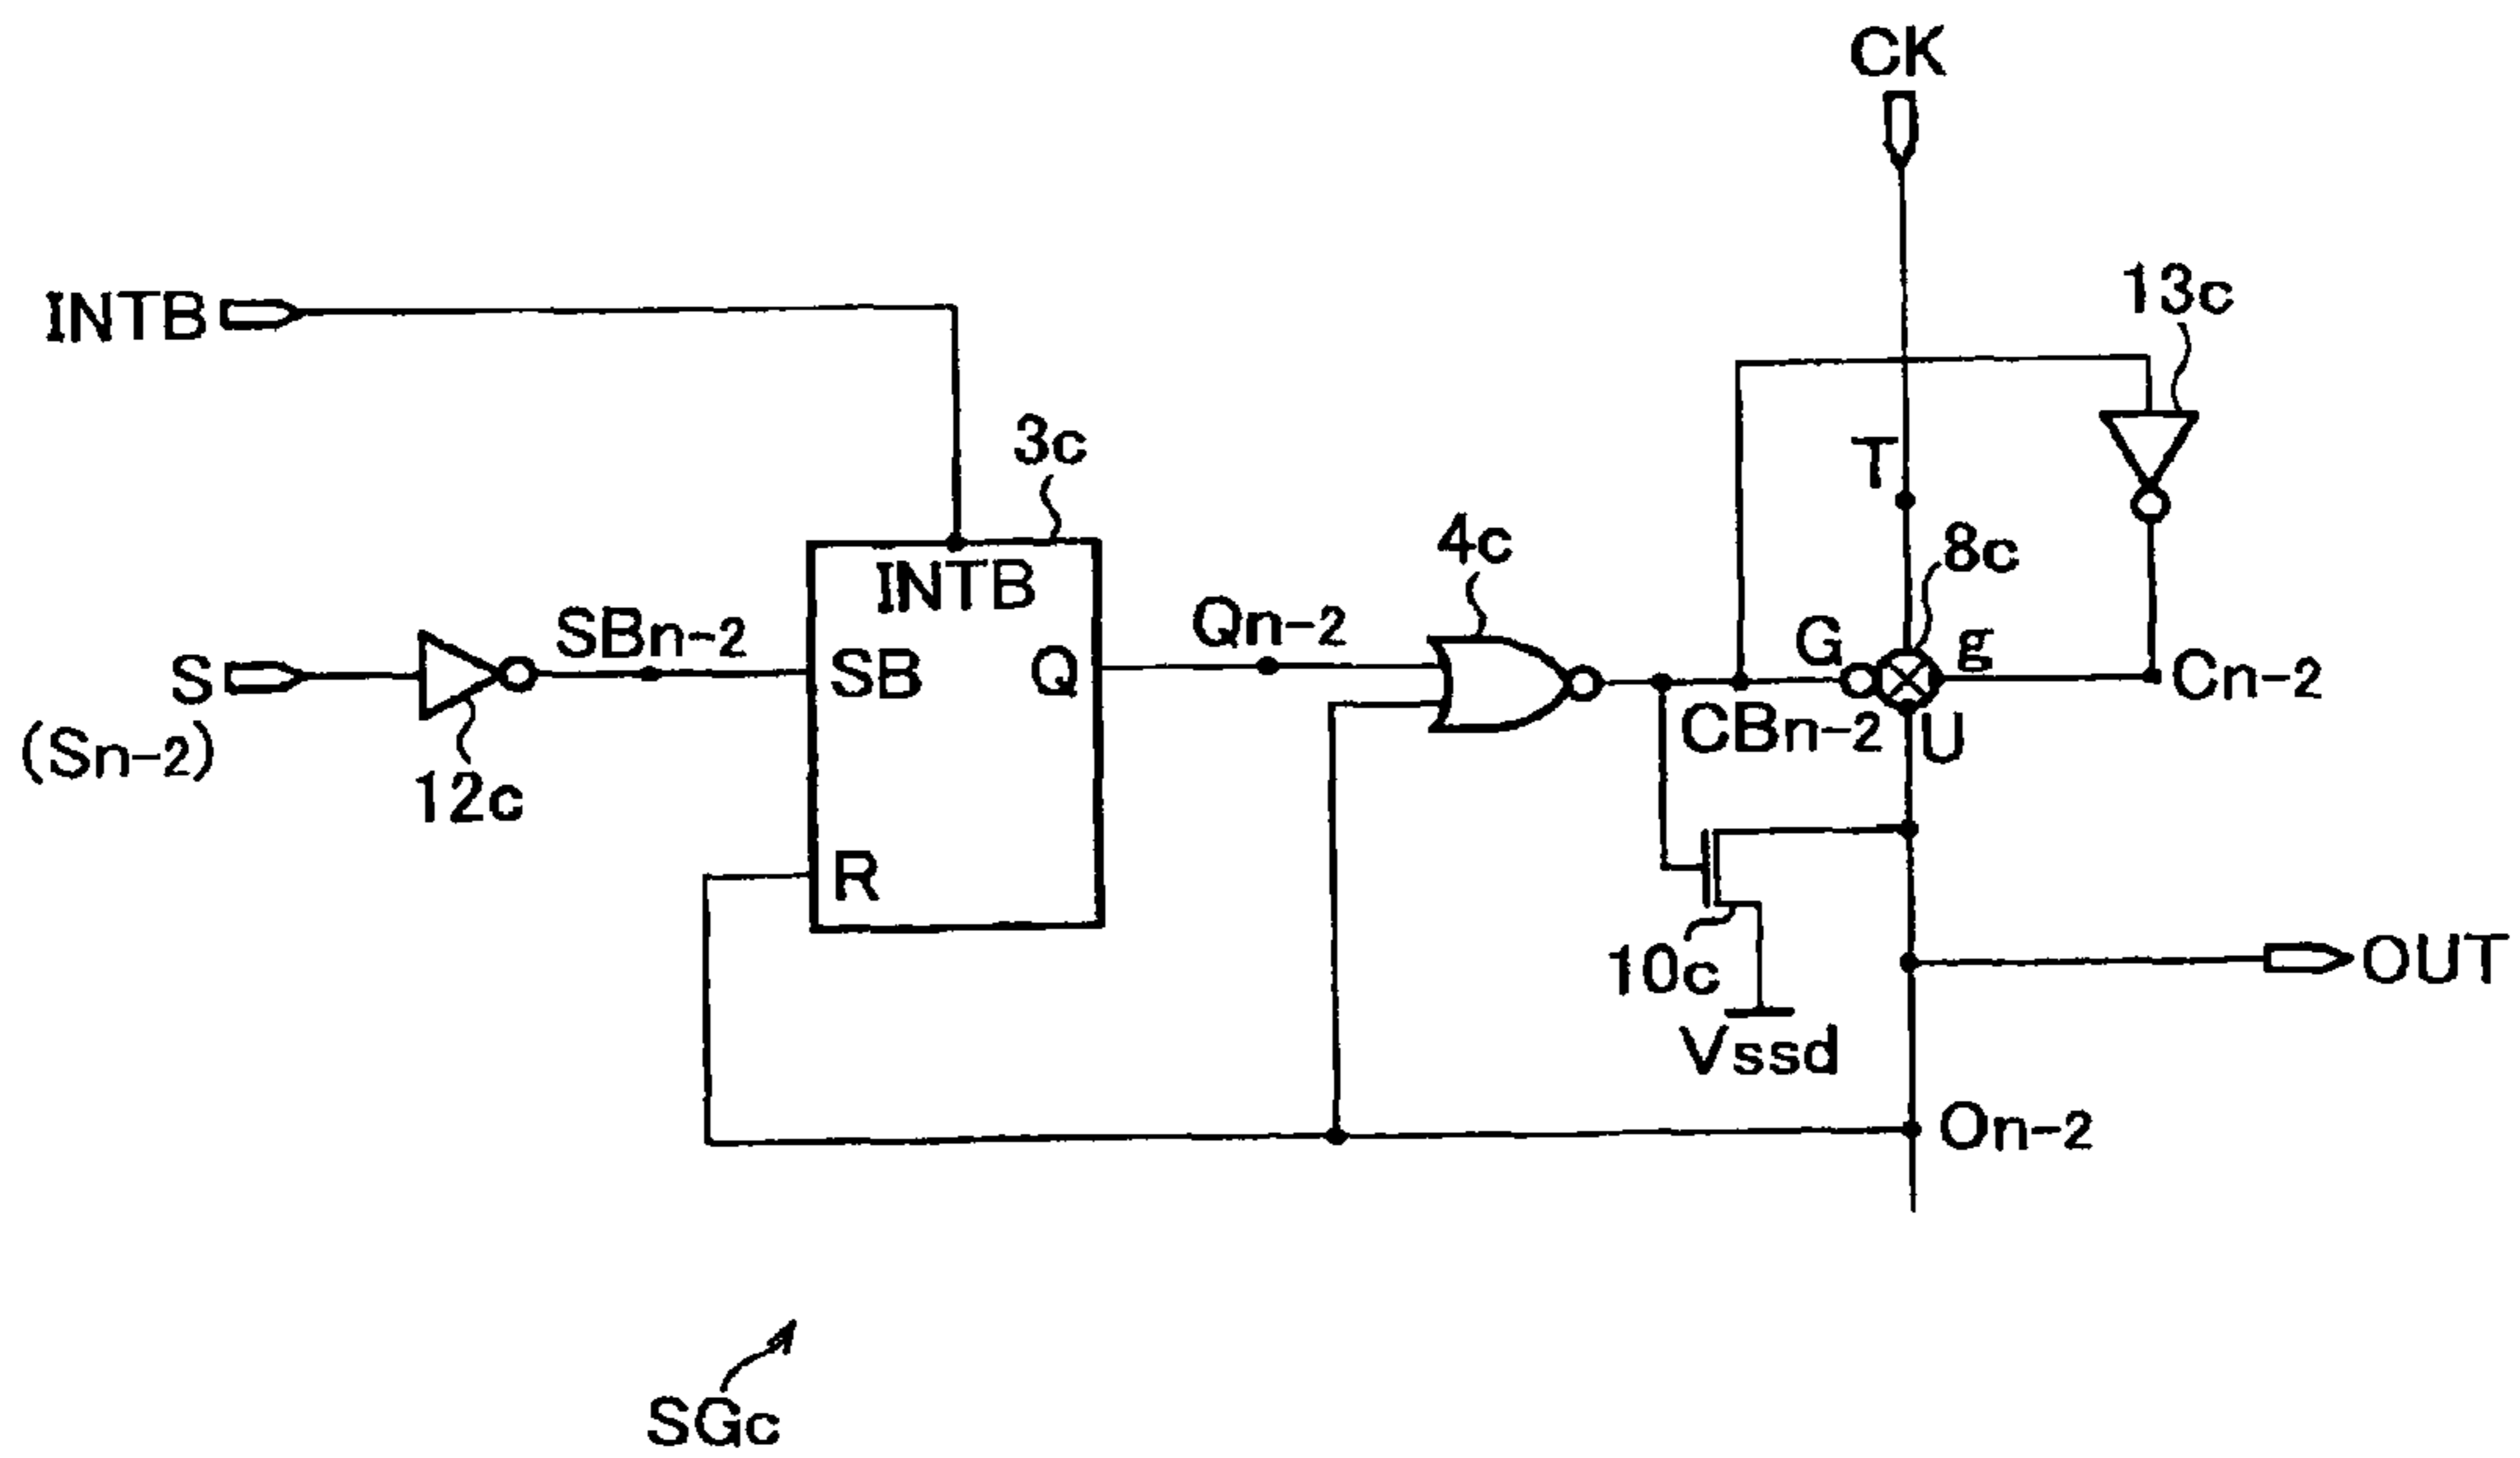 CK
INTB
13c
3c
T
4c
8c
INTB
S
(Sn-2)
SBn-2
SB
Q
Qn-2
G
g
Cn-2
CBn-2
U
12c
R
10c
Vssd
OUT
On-2
SGc